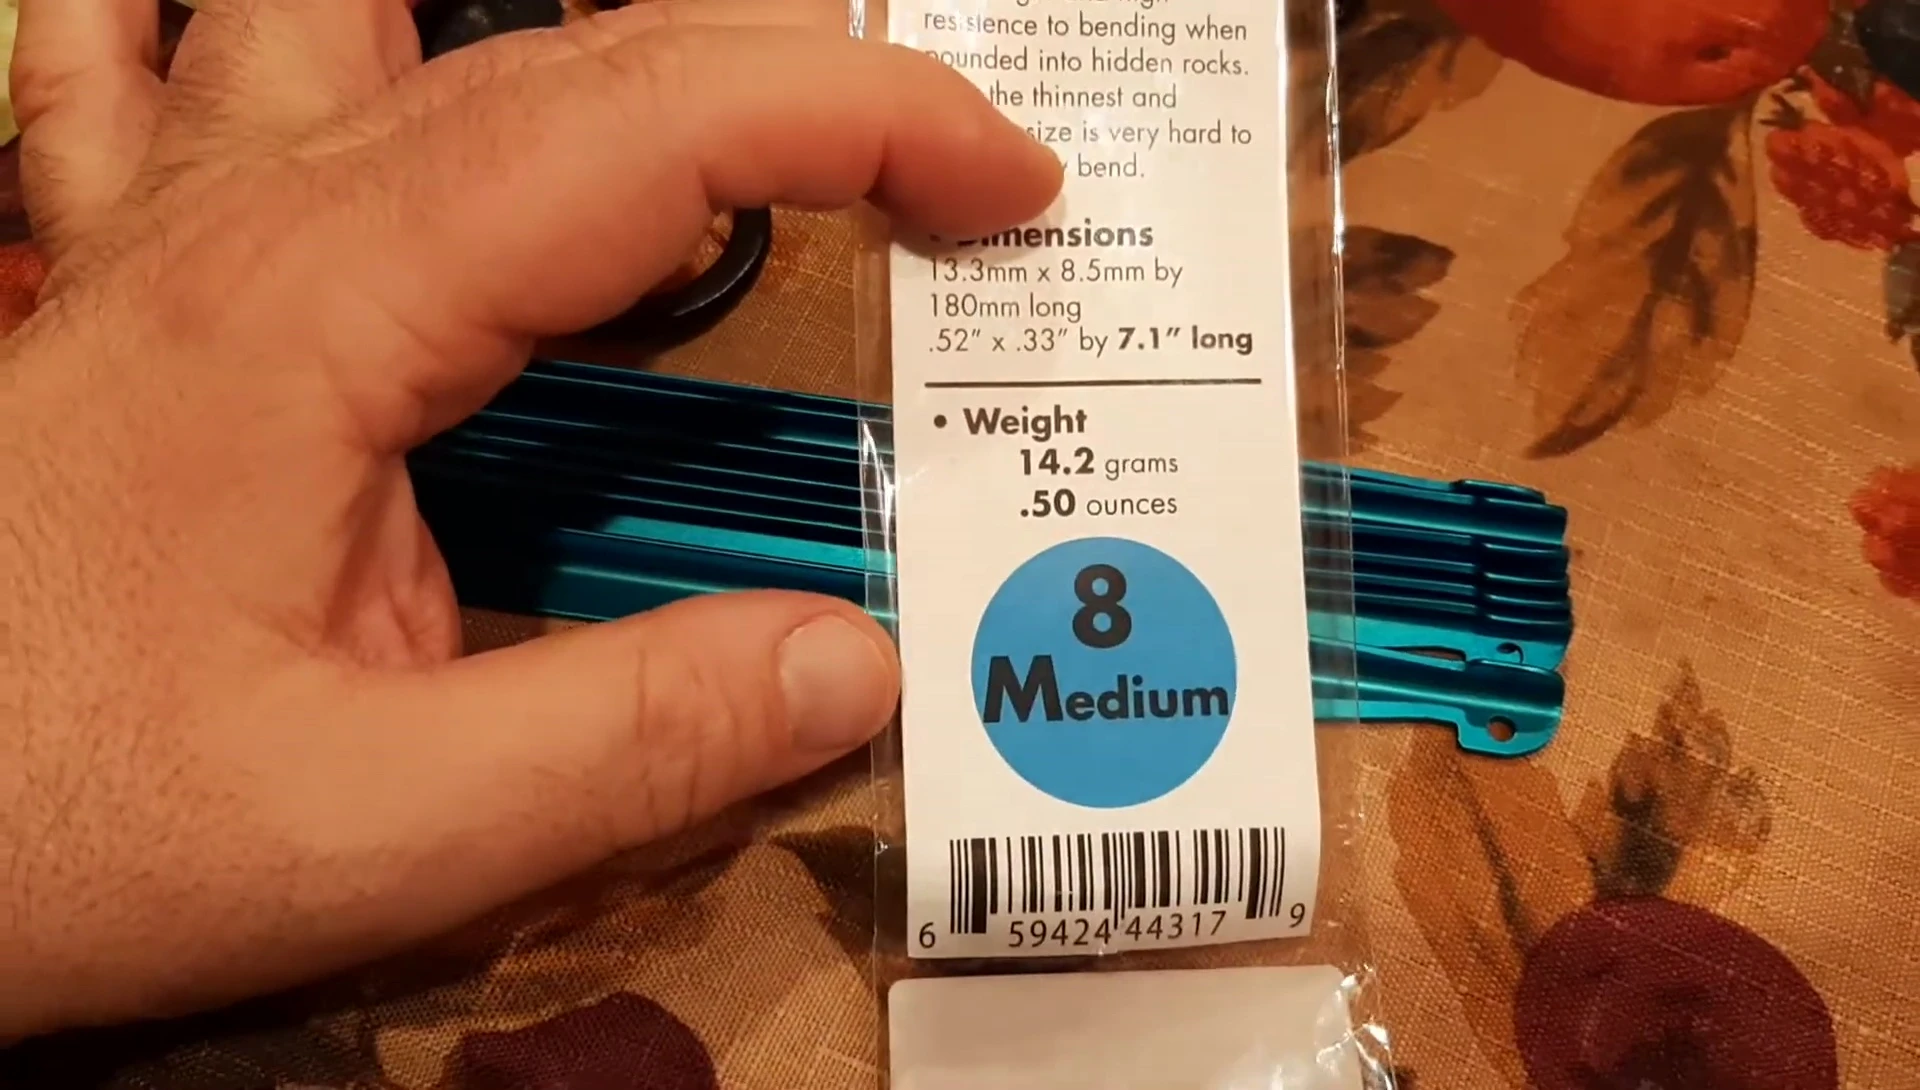 resistence to bending when
pounded into hidden rocks.
the thinnest and
size is very hard to
bend.
• Dimensions
13.3mm x 8.5mm by
180mm long
.52" x .33" by 7.1" long
• Weight
14.2 grams
.50 ounces
8
Medium
6 59424 44317 9